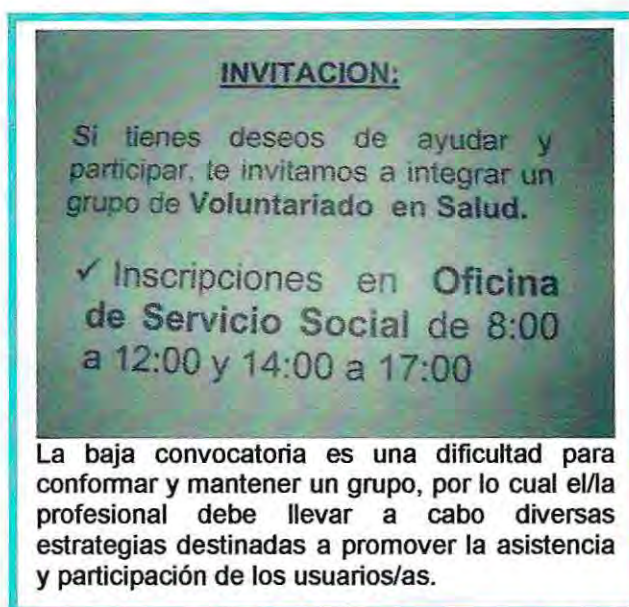 INVITACION:
Si tienes deseos de ayudar y
participar, te invitamos a integrar un
grupo de Voluntariado en Salud.
✓ Inscripciones en Oficina
de Servicio Social de 8:00
a 12:00 y 14:00 a 17:00
La baja convocatoria es una dificultad para
conformar y mantener un grupo, por lo cual el/la
profesional debe llevar a cabo diversas
estrategias destinadas a promover la asistencia
y participación de los usuarios/as.